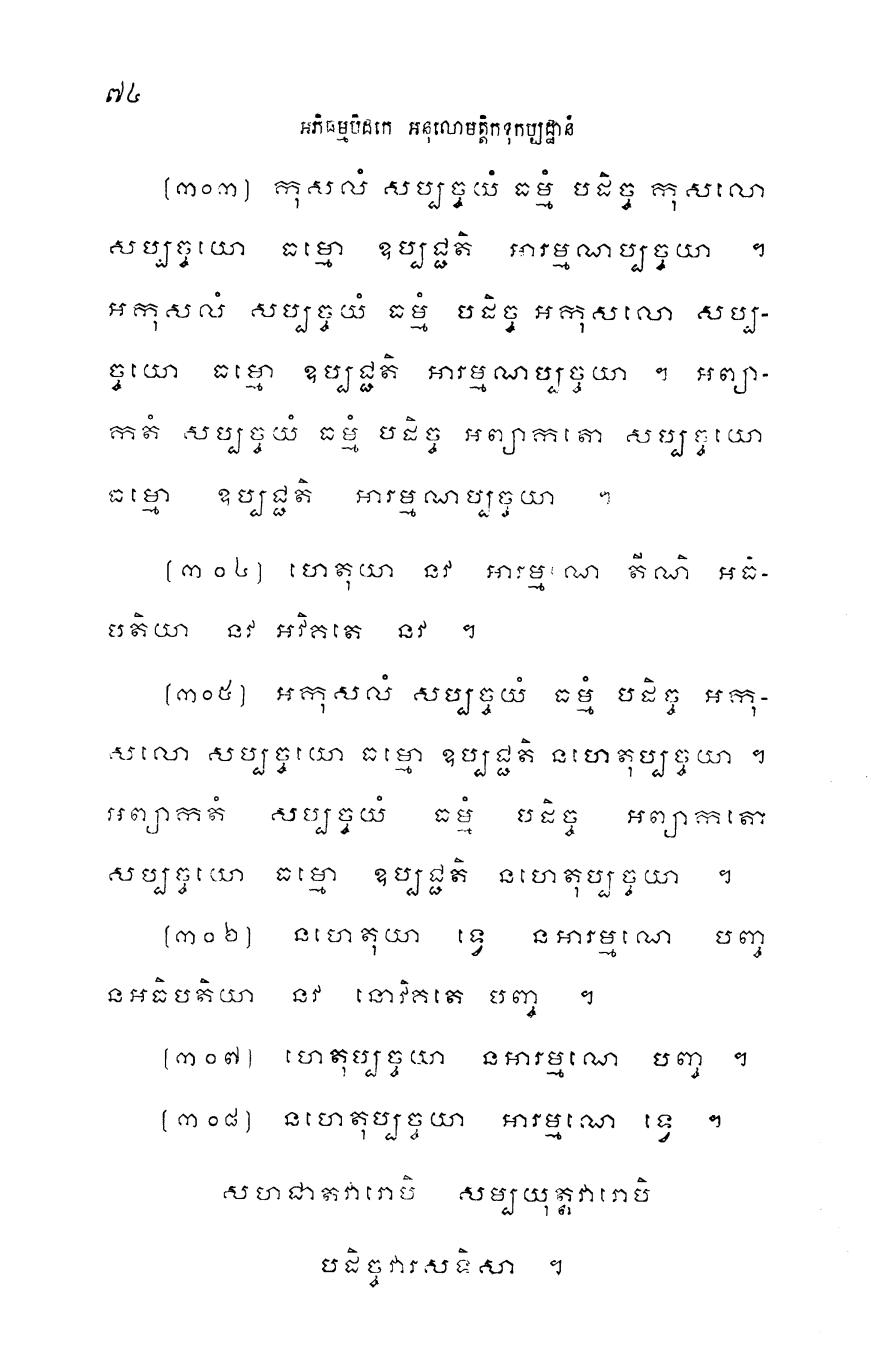 ៧៤
អភិធម្មបិដកេ អនុលោមត្តិកទុកប្បដ្ឋានំ
(៣០៣) កុសលំ សប្បច្ចយំ ធម្មំ បដិច្ច កុសលោ
សប្បច្ចយោ ធម្មោ ឧប្បជ្ជតិ អារម្មណប្បច្ចយា ។
អកុសលំ សប្បច្ចយំ ធម្មំ បដិច្ច អកុសលោ សប្ប-
ច្ចយោ ធម្មោ ឧប្បជ្ជតិ អារម្មណប្បច្ចយា ។ អព្យា-
កតំ សប្បច្ចយំ ធម្មំ បដិច្ច អព្យាកតោ សប្បច្ចយោ
ធម្មោ ឧប្បជ្ជតិ អារម្មណប្បច្ចយា ។
(៣០៤) ហេតុយា នវ អារម្មណេ តីណិ អធិ-
បតិយា នវ អវិគតេ នវ ។
(៣០៥) អកុសលំ សប្បច្ចយំ ធម្មំ បដិច្ច អកុ-
សលោ សប្បច្ចយោ ធម្មោ ឧប្បជ្ជតិ នហេតុប្បច្ចយា ។
អព្យាកតំ សប្បច្ចយំ ធម្មំ បដិច្ច អព្យាកតោ
សប្បច្ចយោ ធម្មោ ឧប្បជ្ជតិ នហេតុប្បច្ចយា ។
(៣០៦) នហេតុយា ទ្វេ នអារម្មណេ បញ្ច
នអធិបតិយា នវ នោវិគតេ បញ្ច ។
(៣០៧) ហេតុប្បច្ចយា នអារម្មណេ បញ្ច ។
(៣០៨) នហេតុប្បច្ចយា អារម្មណេ ទ្វេ ។
សហជាតវារោបិ សម្បយុត្តវារោបិ
បដិច្ចវារសទិសា ។